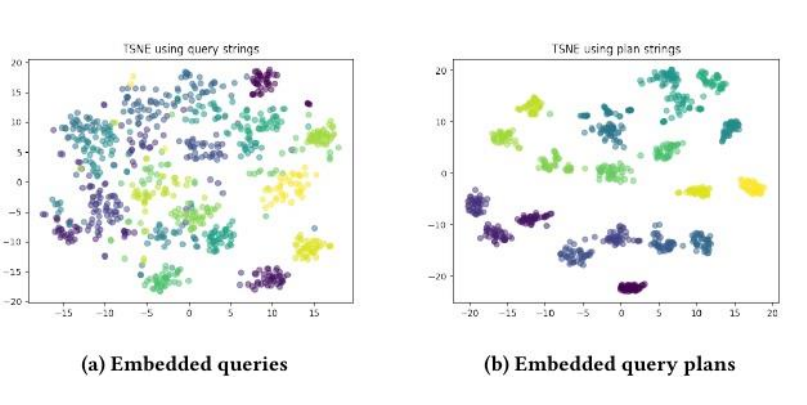 TSNE using query strings
20
15
10
5
0
−5
−10
−15
−20
−15 −10 −5 0 5 10 15
(a) Embedded queries
TSNE using plan strings
20
10
0
−10
−20
−20 −15 −10 −5 0 5 10 15 20
(b) Embedded query plans